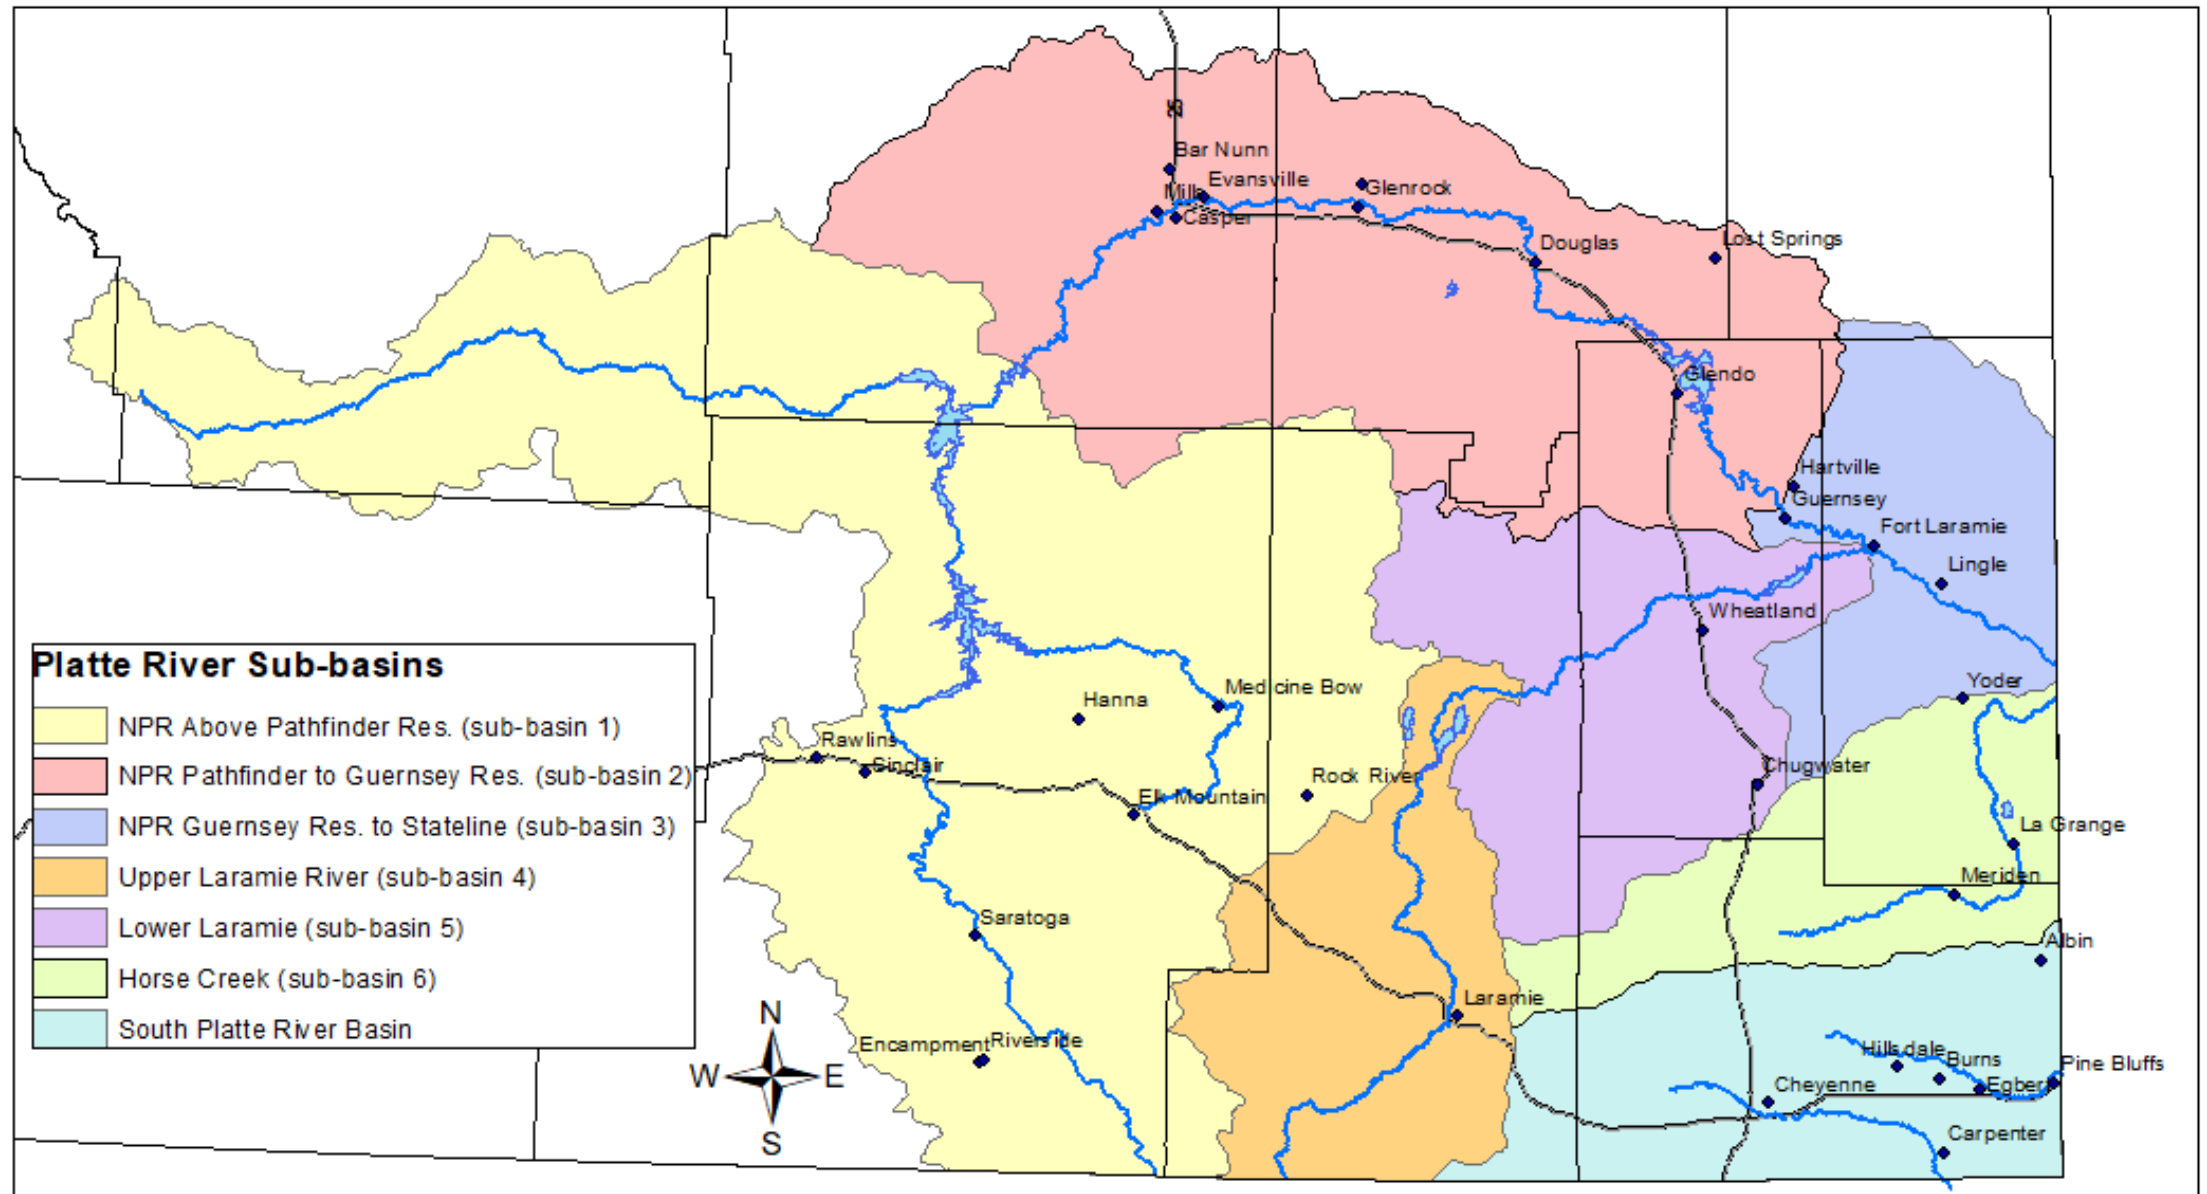 25
Bar Nunn
Evansville
Mills
Casper
Glenrock
Douglas
Lost Springs
Glendo
Hartville
Guernsey
Fort Laramie
Lingle
Wheatland
Yoder
Medicine Bow
Hanna
Rawlins
Sinclair
Rock River
Elk Mountain
Chugwater
La Grange
Meriden
Saratoga
Albin
Laramie
Encampment
Riverside
Hillsdale
Burns
Egbert
Pine Bluffs
Cheyenne
Carpenter
Platte River Sub-basins
NPR Above Pathfinder Res. (sub-basin 1)
NPR Pathfinder to Guernsey Res. (sub-basin 2)
NPR Guernsey Res. to Stateline (sub-basin 3)
Upper Laramie River (sub-basin 4)
Lower Laramie (sub-basin 5)
Horse Creek (sub-basin 6)
South Platte River Basin
N
W
E
S